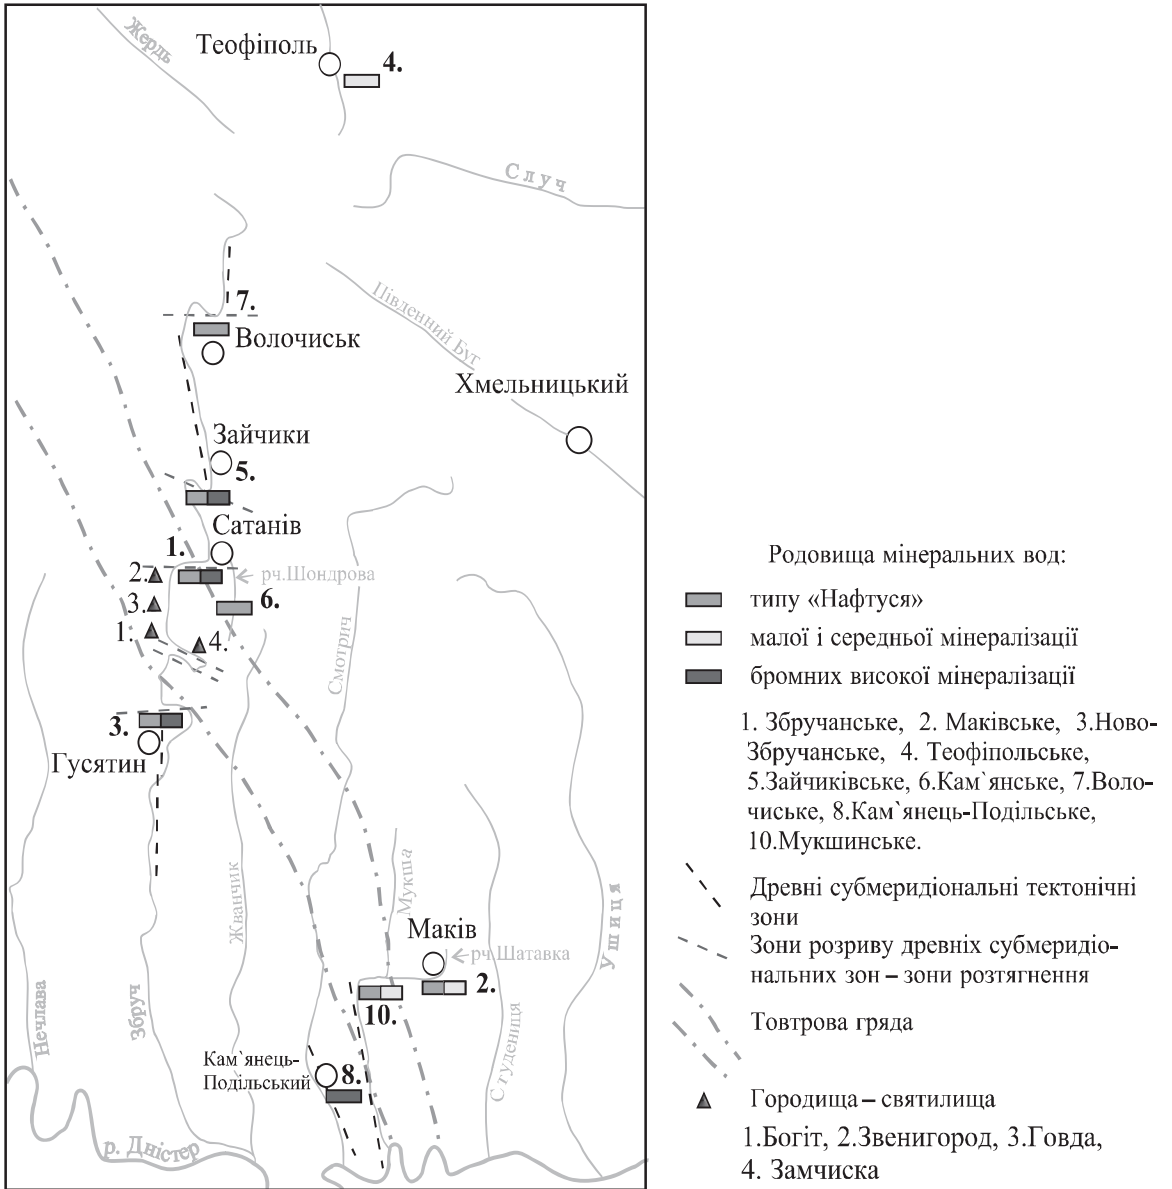 Жердь
Теофіполь
4.
Случ
7.
Волочиськ
Південний Буг
Хмельницький
Зайчики
5.
Сатанів
1.
2.
рч.Шондрова
3.
6.
1.
4.
Смотрич
3.
Гусятин
Жванчик
Мукша
Ушиця
Маків
рч.Шатавка
2.
10.
Нечлава
Збруч
Студениця
Кам`янець-
Подільський
8.
р. Дністер
Родовища мінеральних вод:
типу «Нафтуся»
малої і середньої мінералізації
бромних високої мінералізації
1. Збручанське, 2. Маківське, 3.Ново-
Збручанське, 4. Теофіпольське,
5.Зайчиківське, 6.Кам`янське, 7.Воло-
чиське, 8.Кам`янець-Подільське,
10.Мукшинське.
Древні субмеридіональні тектонічні
зони
Зони розриву древніх субмеридіо-
нальних зон – зони розтягнення
Товтрова гряда
Городища – святилища
1.Богіт, 2.Звенигород, 3.Говда,
4. Замчиска